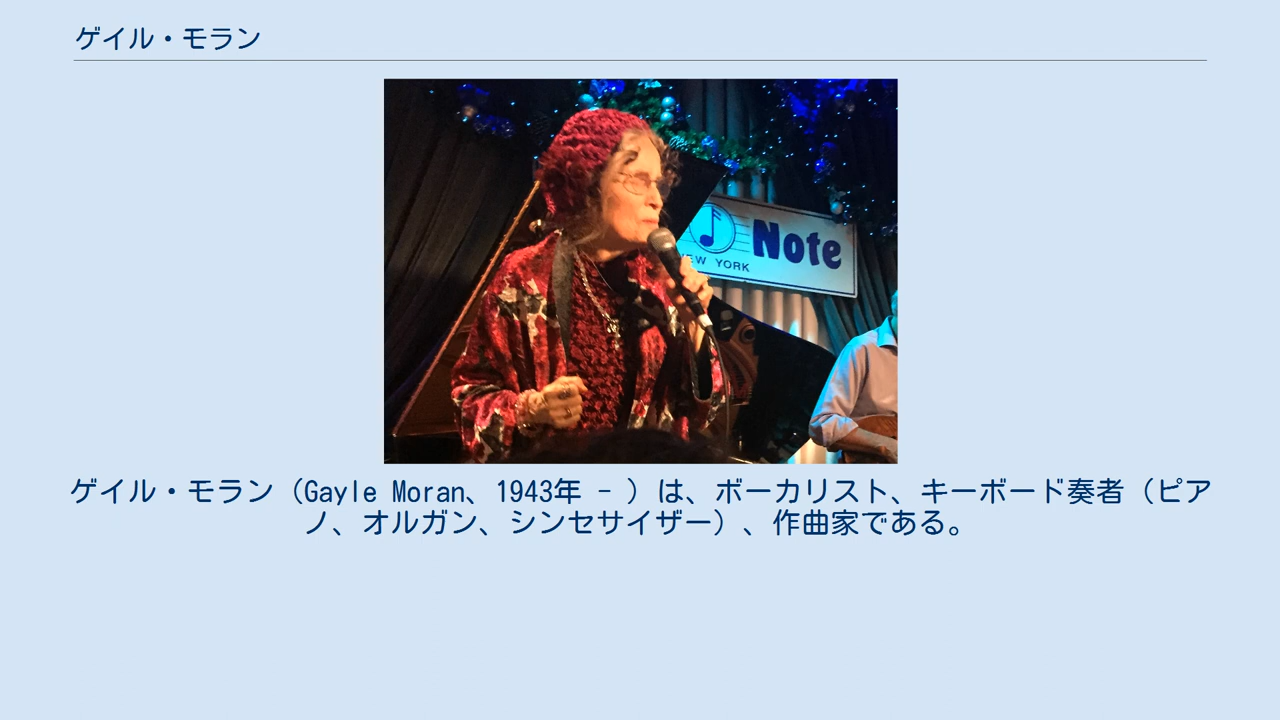 ゲイル・モラン
Note
NEW YORK
ゲイル・モラン（Gayle Moran、1943年 - ）は、ボーカリスト、キーボード奏者（ピア
ノ、オルガン、シンセサイザー）、作曲家である。